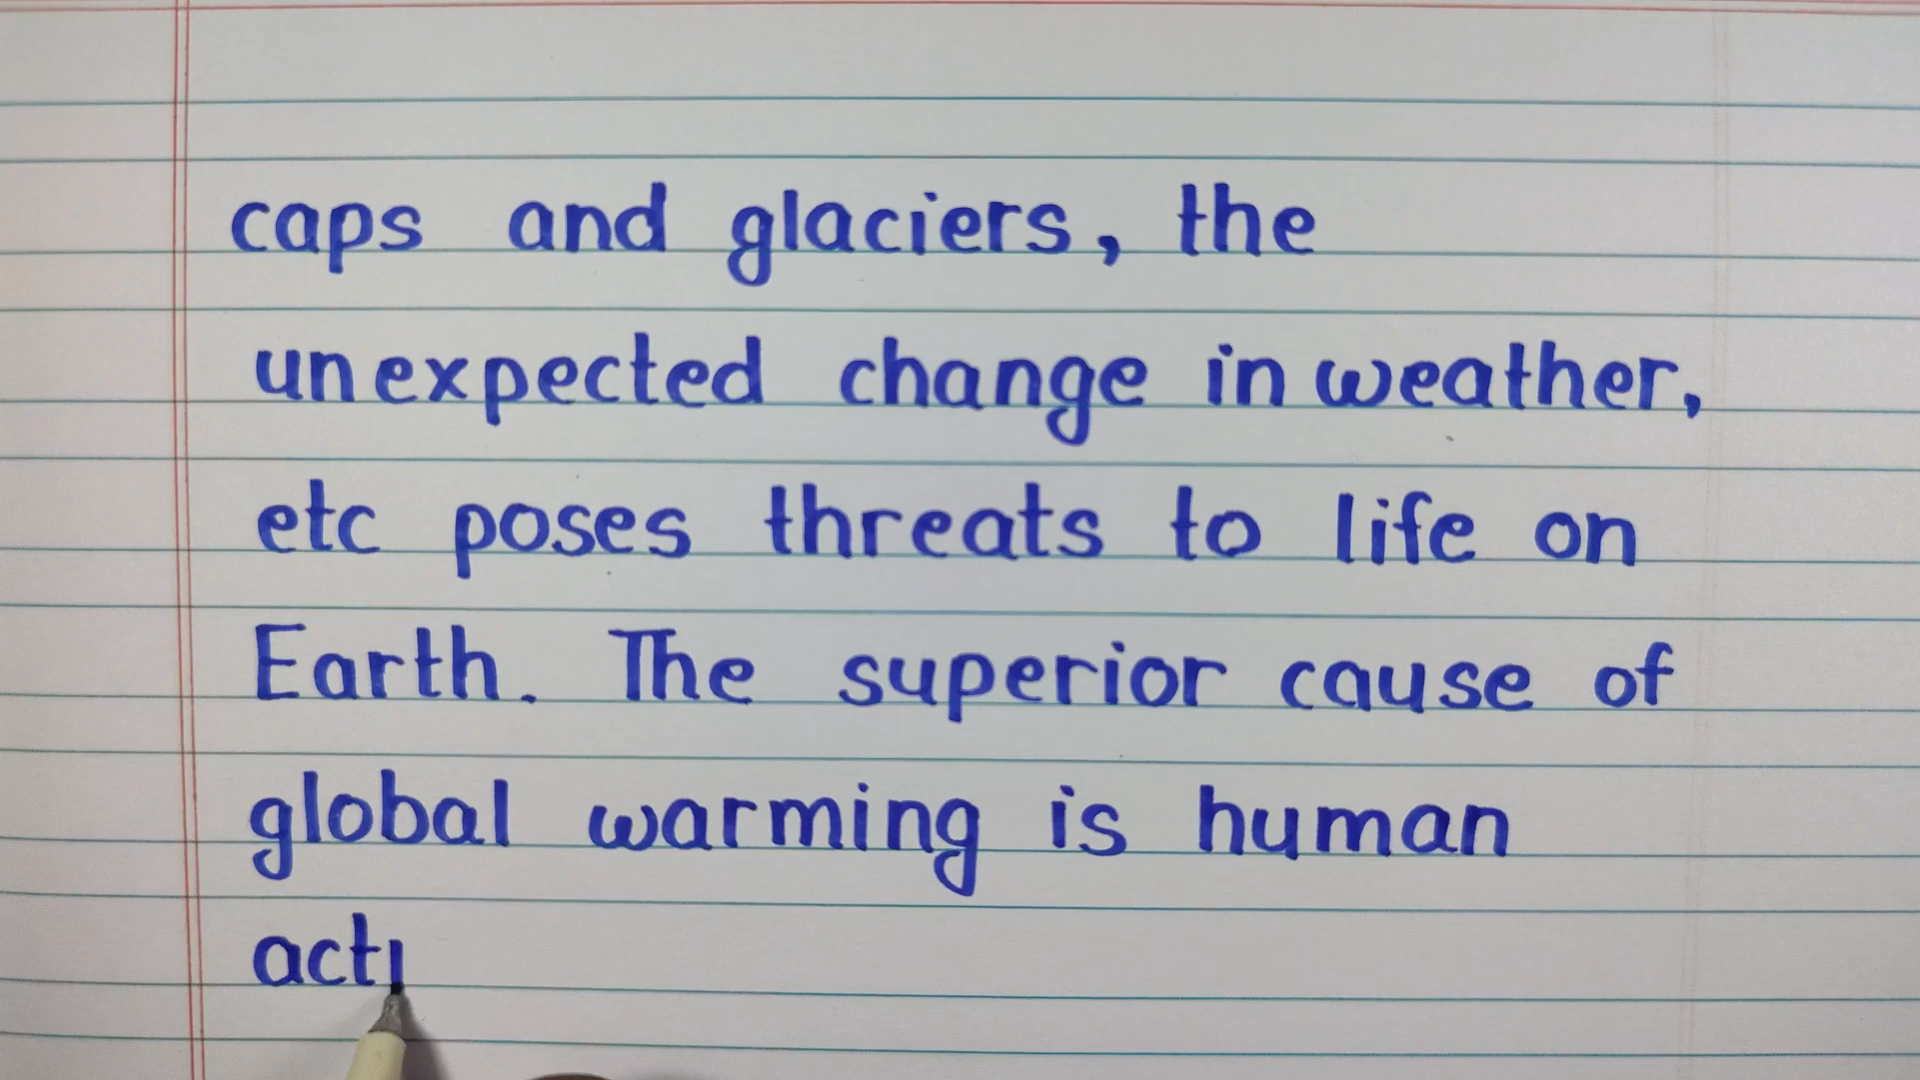 caps and glaciers, the
unexpected change in weather,
etc poses threats to life on
Earth. The superior cause of
global warming is human
acti